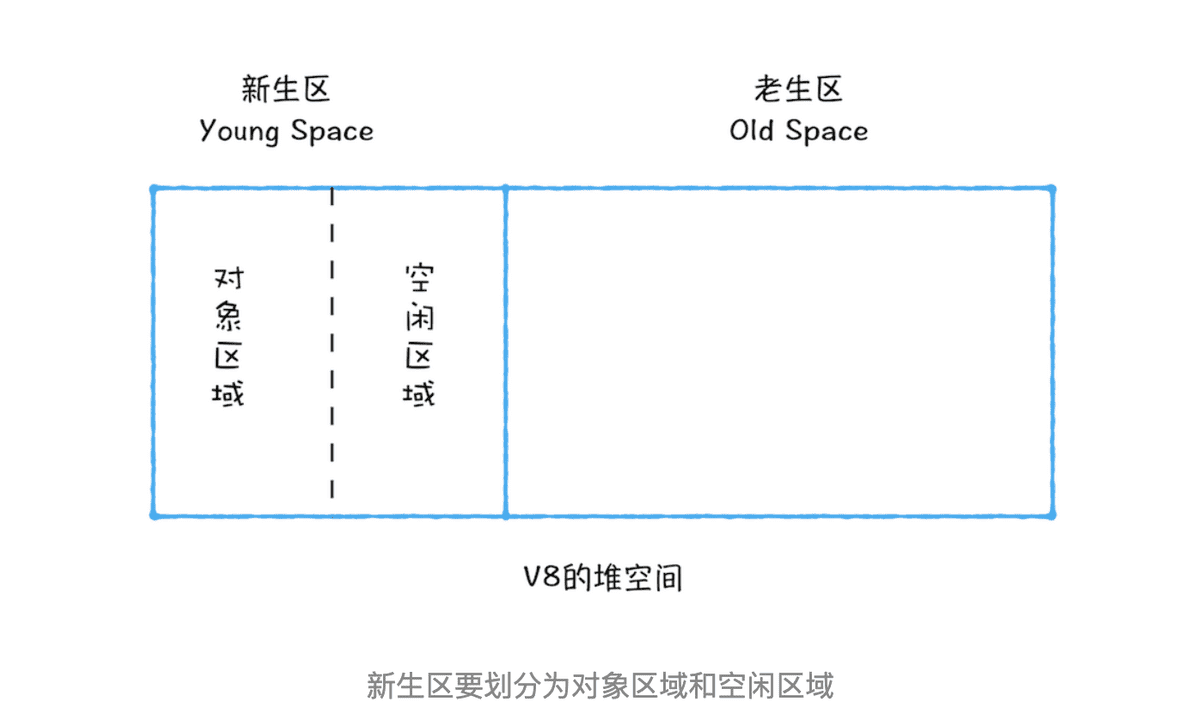 新生区
Young Space
老生区
Old Space
对象区域
空闲区域
V8的堆空间
新生区要划分为对象区域和空闲区域